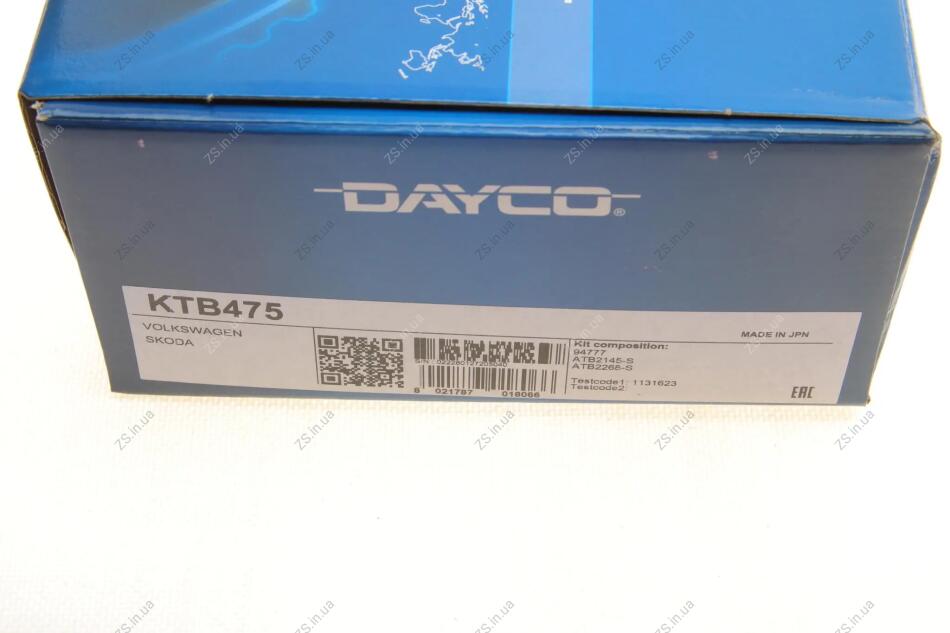 DAYCO®
KTB475
VOLKSWAGEN
SKODA
MADE IN JPN
Kit composition:
94777
ATB2145-S
ATB2268-S
Testcode1: 1131623
Testcode2:
8 021787 018066
EAC
ZS.in.ua